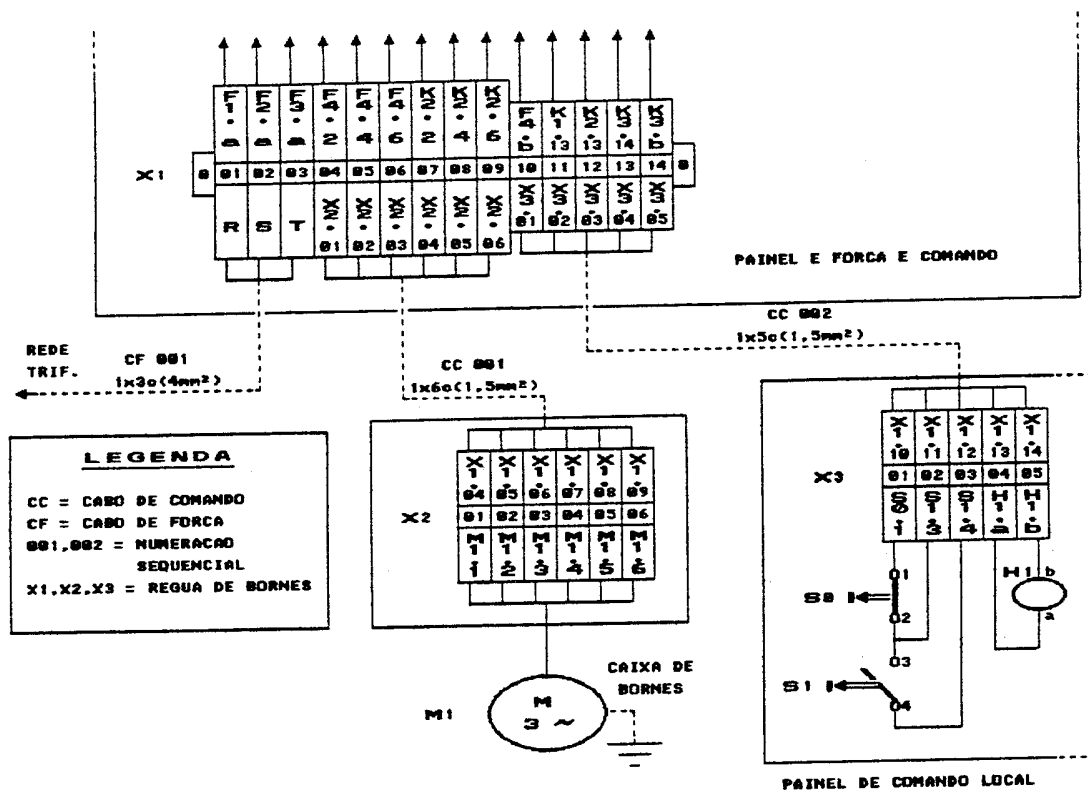 F1.a F2.a F3.a F4.2 F4.4 F4.6 K2.2 K2.4 K2.6 F4.b K1.13 K2.13 K3.14 K3.b
X1 0 01 02 03 04 05 06 07 08 09 10 11 12 13 14 0
R S T X2.01 X2.02 X2.03 X2.04 X2.05 X2.06 X3.01 X3.02 X3.03 X3.04 X3.05
PAINEL E FORCA E COMANDO
CC 002
1x5c(1,5mm²)
REDE
TRIF.
CF 001
1x3c(4mm²)
CC 001
1x6c(1,5mm²)
LEGENDA
CC = CABO DE COMANDO
CF = CABO DE FORCA
001,002 = NUMERACAO
SEQUENCIAL
X1,X2,X3 = REGUA DE BORNES
X1.04 X1.05 X1.06 X1.07 X1.08 X1.09
X2 01 02 03 04 05 06
M1.1 M1.2 M1.3 M1.4 M1.5 M1.6
X1.10 X1.11 X1.12 X1.13 X1.14
X3 01 02 03 04 05
S1.3 S1.4 H1.b
1 H1 b
S0
2 a
3
S1
4
CAIXA DE
BORNES
M1
M
3 ~
PAINEL DE COMANDO LOCAL